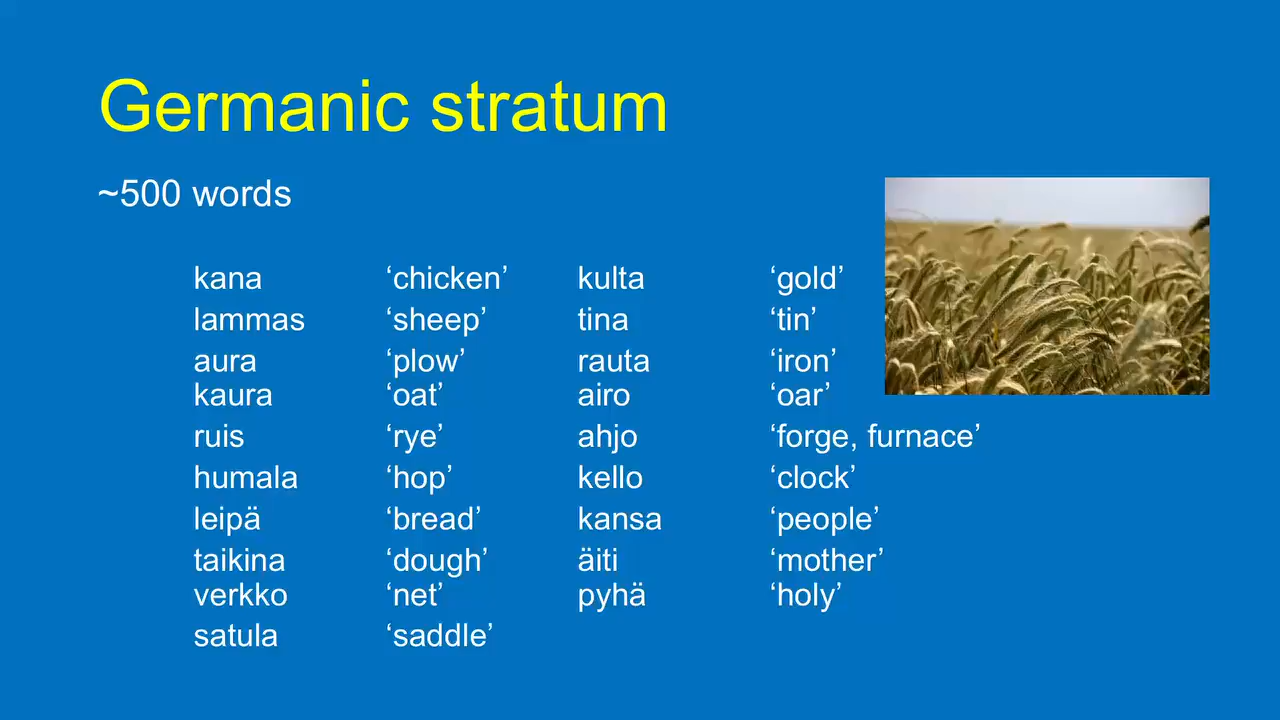 Germanic stratum
~500 words
kana ‘chicken’ kulta ‘gold’
lammas ‘sheep’ tina ‘tin’
aura ‘plow’ rauta ‘iron’
kaura ‘oat’ airo ‘oar’
ruis ‘rye’ ahjo ‘forge, furnace’
humala ‘hop’ kello ‘clock’
leipä ‘bread’ kansa ‘people’
taikina ‘dough’ äiti ‘mother’
verkko ‘net’ pyhä ‘holy’
satula ‘saddle’